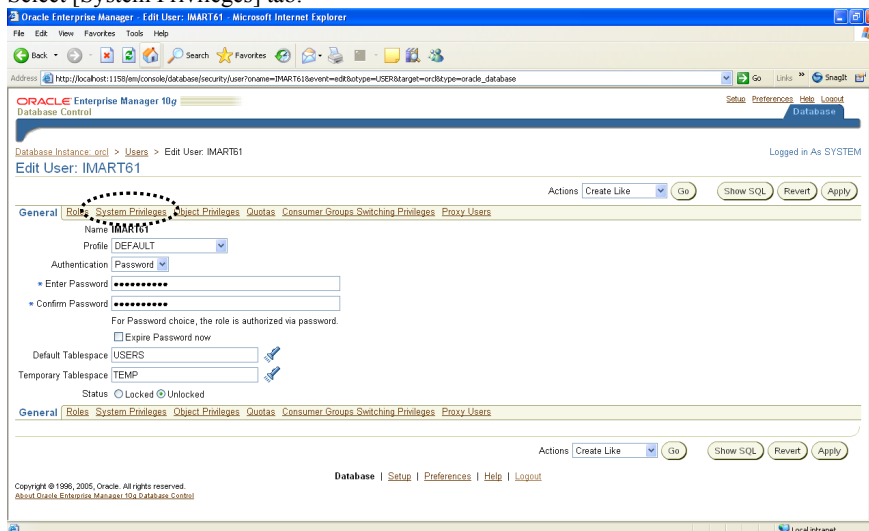 Select [System Privileges] tab.
Oracle Enterprise Manager - Edit User: IMART61 - Microsoft Internet Explorer
File Edit View Favorites Tools Help
Back Search Favorites
Address http://localhost:1158/em/console/database/security/user?oname=IMART61&event=edit&otype=USER&target=orcl&type=oracle_database Go Links » SnagIt
ORACLE Enterprise Manager 10g
Setup Preferences Help Logout
Database Control
Database
Database Instance: orcl > Users > Edit User: IMART61
Logged in As SYSTEM
Edit User: IMART61
Actions Create Like Go Show SQL Revert Apply
General Roles System Privileges Object Privileges Quotas Consumer Groups Switching Privileges Proxy Users
Name IMART61
Profile DEFAULT
Authentication Password
* Enter Password ••••••••••
* Confirm Password ••••••••••
For Password choice, the role is authorized via password.
Expire Password now
Default Tablespace USERS
Temporary Tablespace TEMP
Status Locked Unlocked
General Roles System Privileges Object Privileges Quotas Consumer Groups Switching Privileges Proxy Users
Actions Create Like Go Show SQL Revert Apply
Database | Setup | Preferences | Help | Logout
Copyright © 1996, 2005, Oracle. All rights reserved.
About Oracle Enterprise Manager 10g Database Control
Local intranet